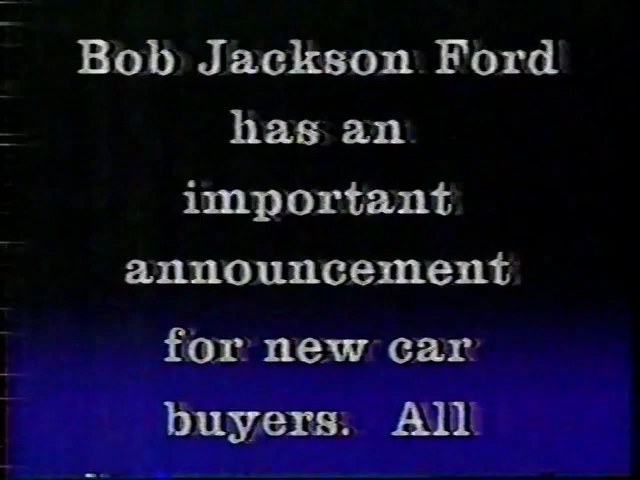 Bob Jackson Ford
has an
important
announcement
for new car
buyers. All